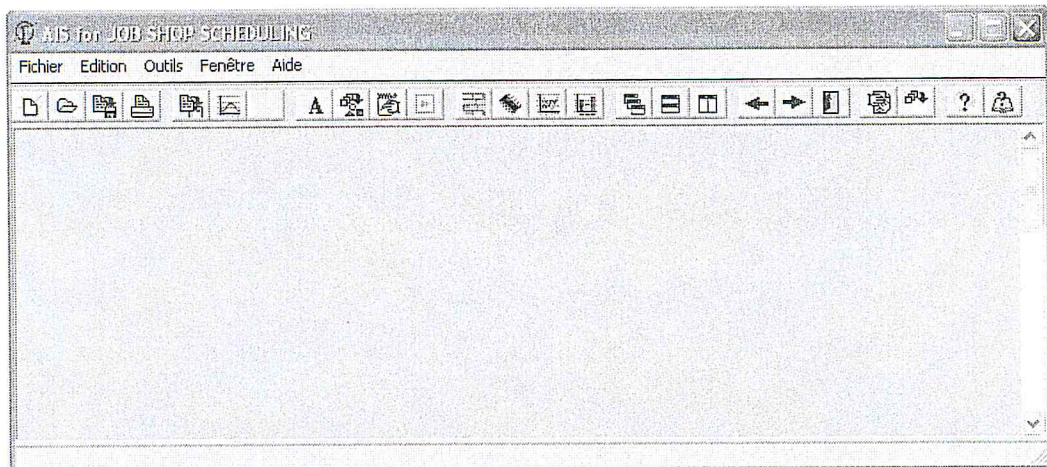 AIS for JOB SHOP SCHEDULING
Fichier Edition Outils Fenêtre Aide
A ?